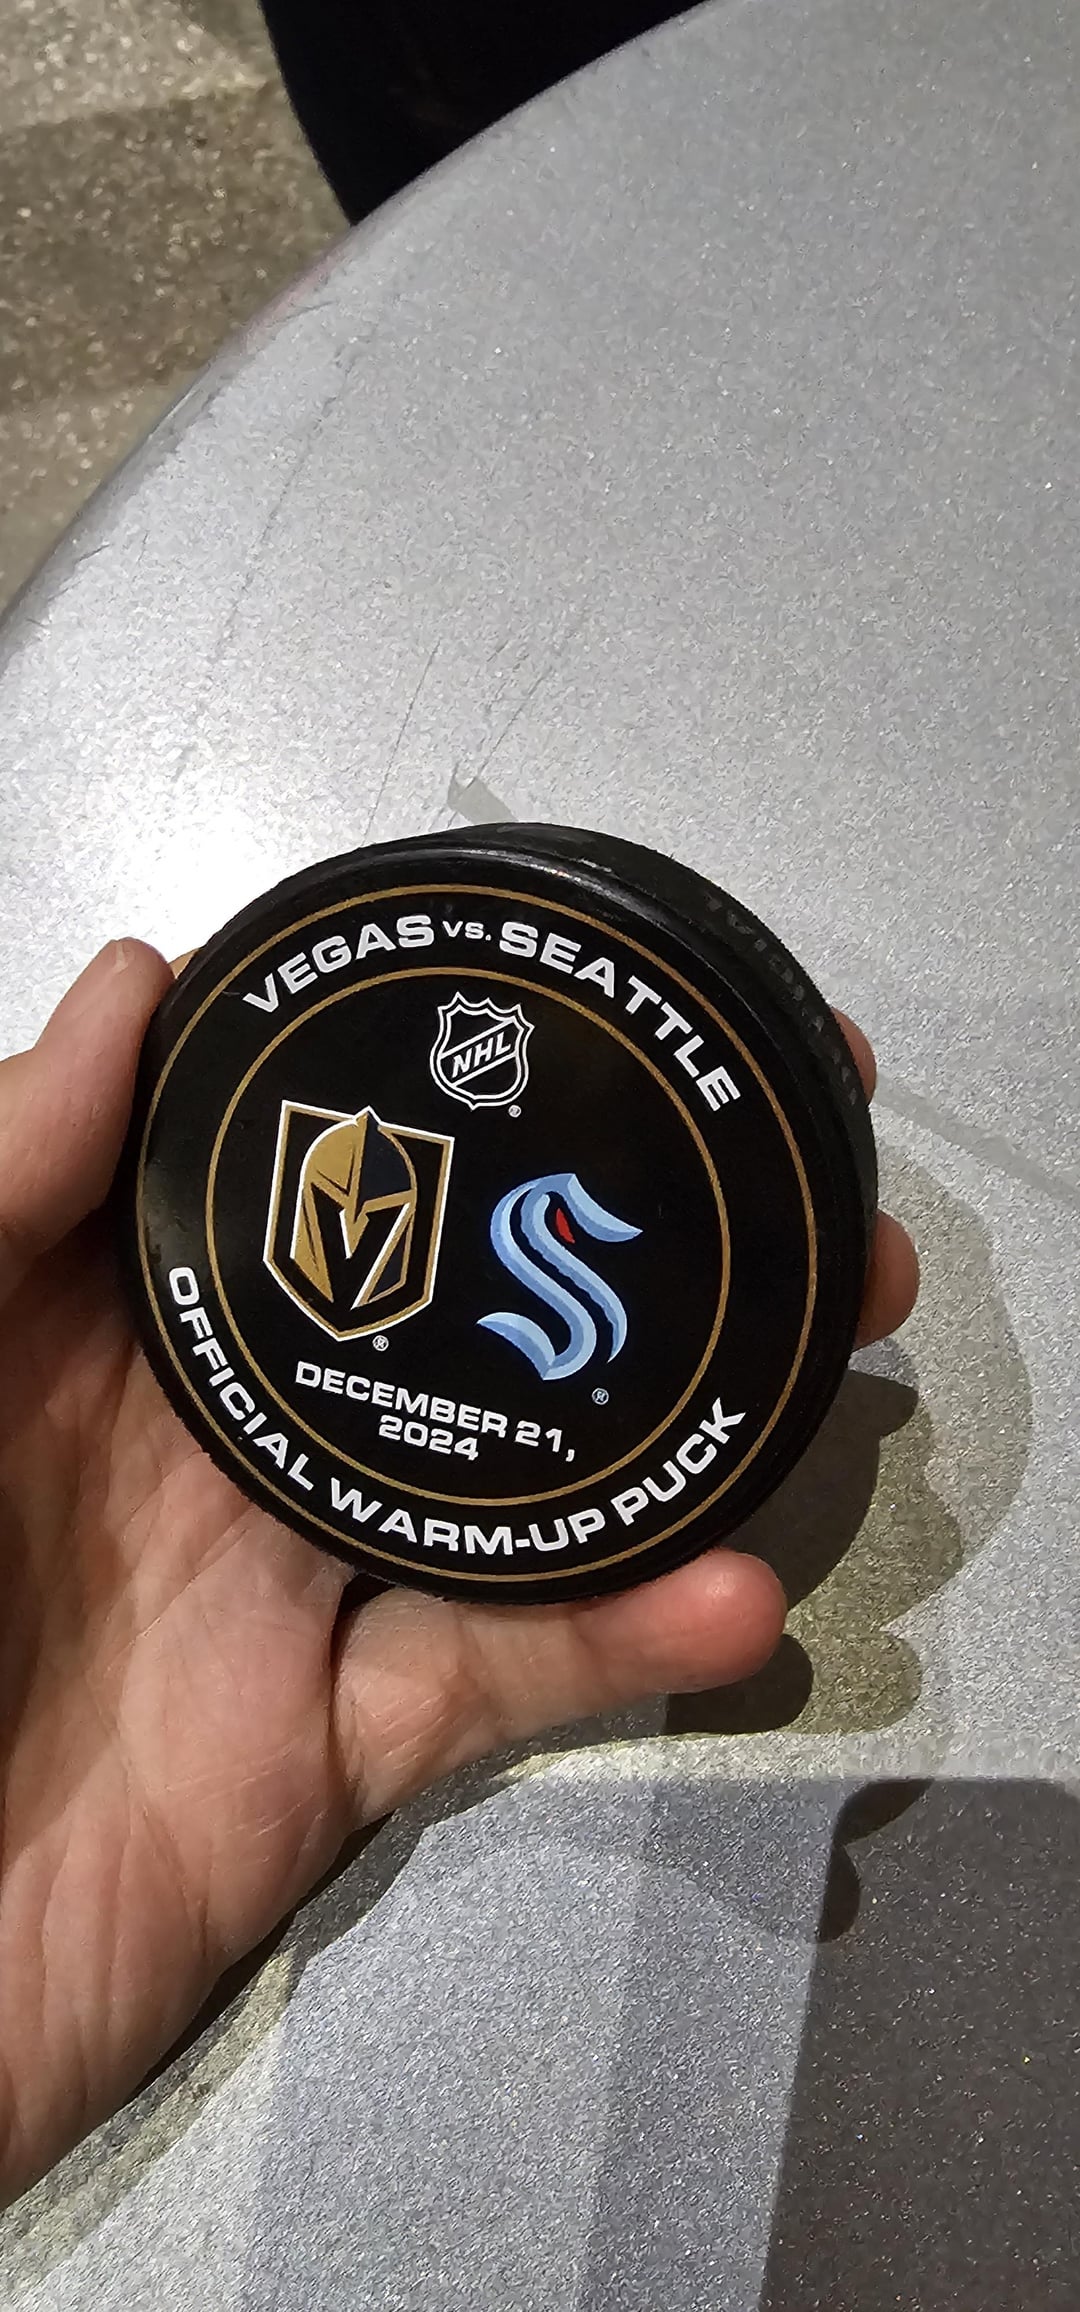 VEGAS VS. SEATTLE
NHL
DECEMBER 21,
2024
OFFICIAL WARM-UP PUCK